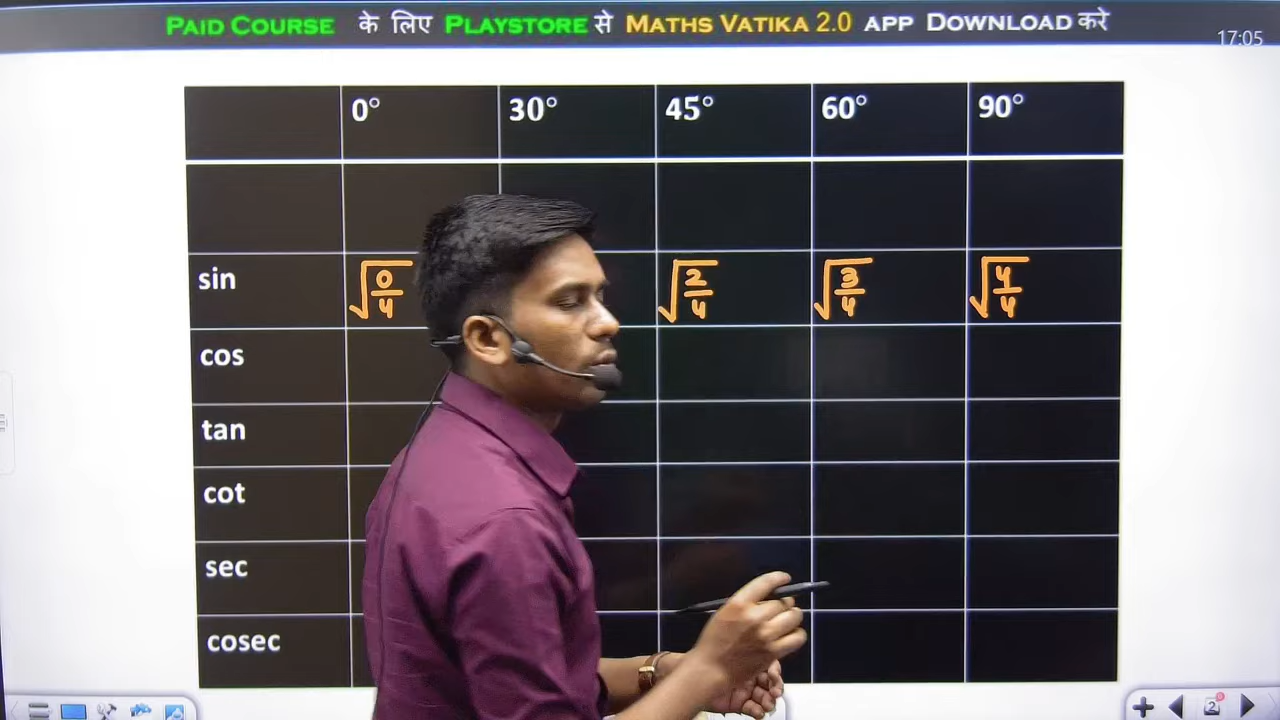 PAID COURSE के लिए PLAYSTORE से MATHS VATIKA 2.0 APP DOWNLOAD करे
17:05
0° 30° 45° 60° 90°
sin √0/4 √2/4 √3/4 √4/4
cos
tan
cot
sec
cosec
2